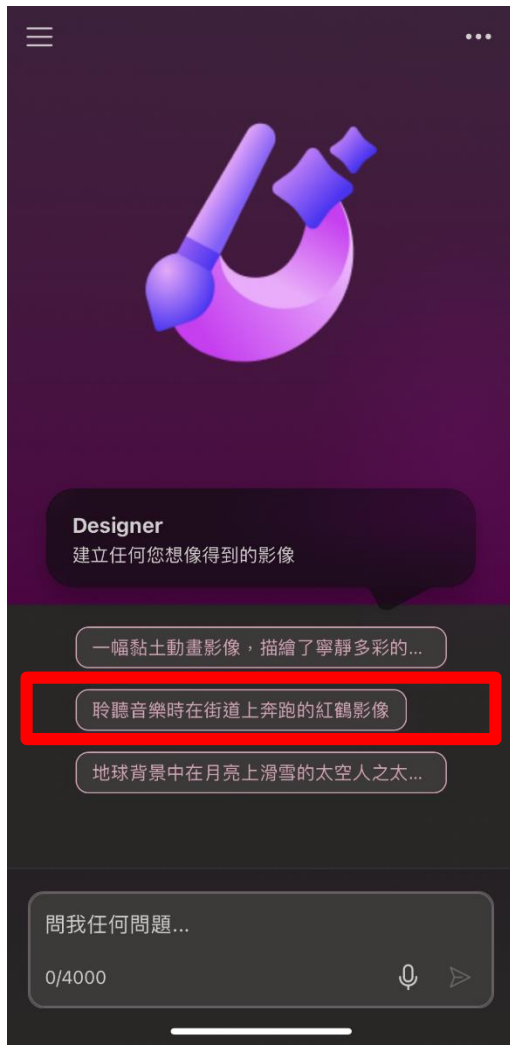 Designer
建立任何您想像得到的影像
一幅黏土動畫影像，描繪了寧靜多彩的...
聆聽音樂時在街道上奔跑的紅鶴影像
地球背景中在月亮上滑雪的太空人之太...
問我任何問題...
0/4000